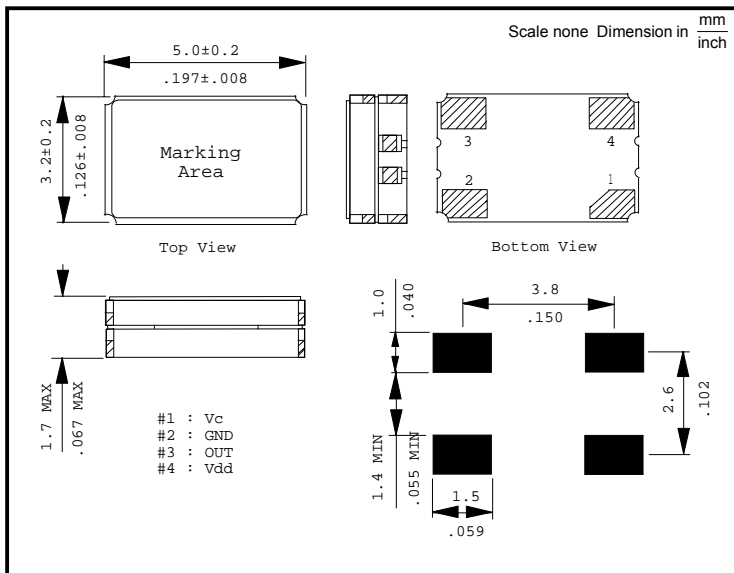 Scale none Dimension in mm
inch
5.0±0.2
.197±.008
3.2±0.2
.126±.008
Marking
Area
3
4
2
1
Top View
Bottom View
1.7 MAX
.067 MAX
#1 : Vc
#2 : GND
#3 : OUT
#4 : Vdd
3.8
.150
1.0
.040
2.6
.102
1.4 MIN
.055 MIN
1.5
.059